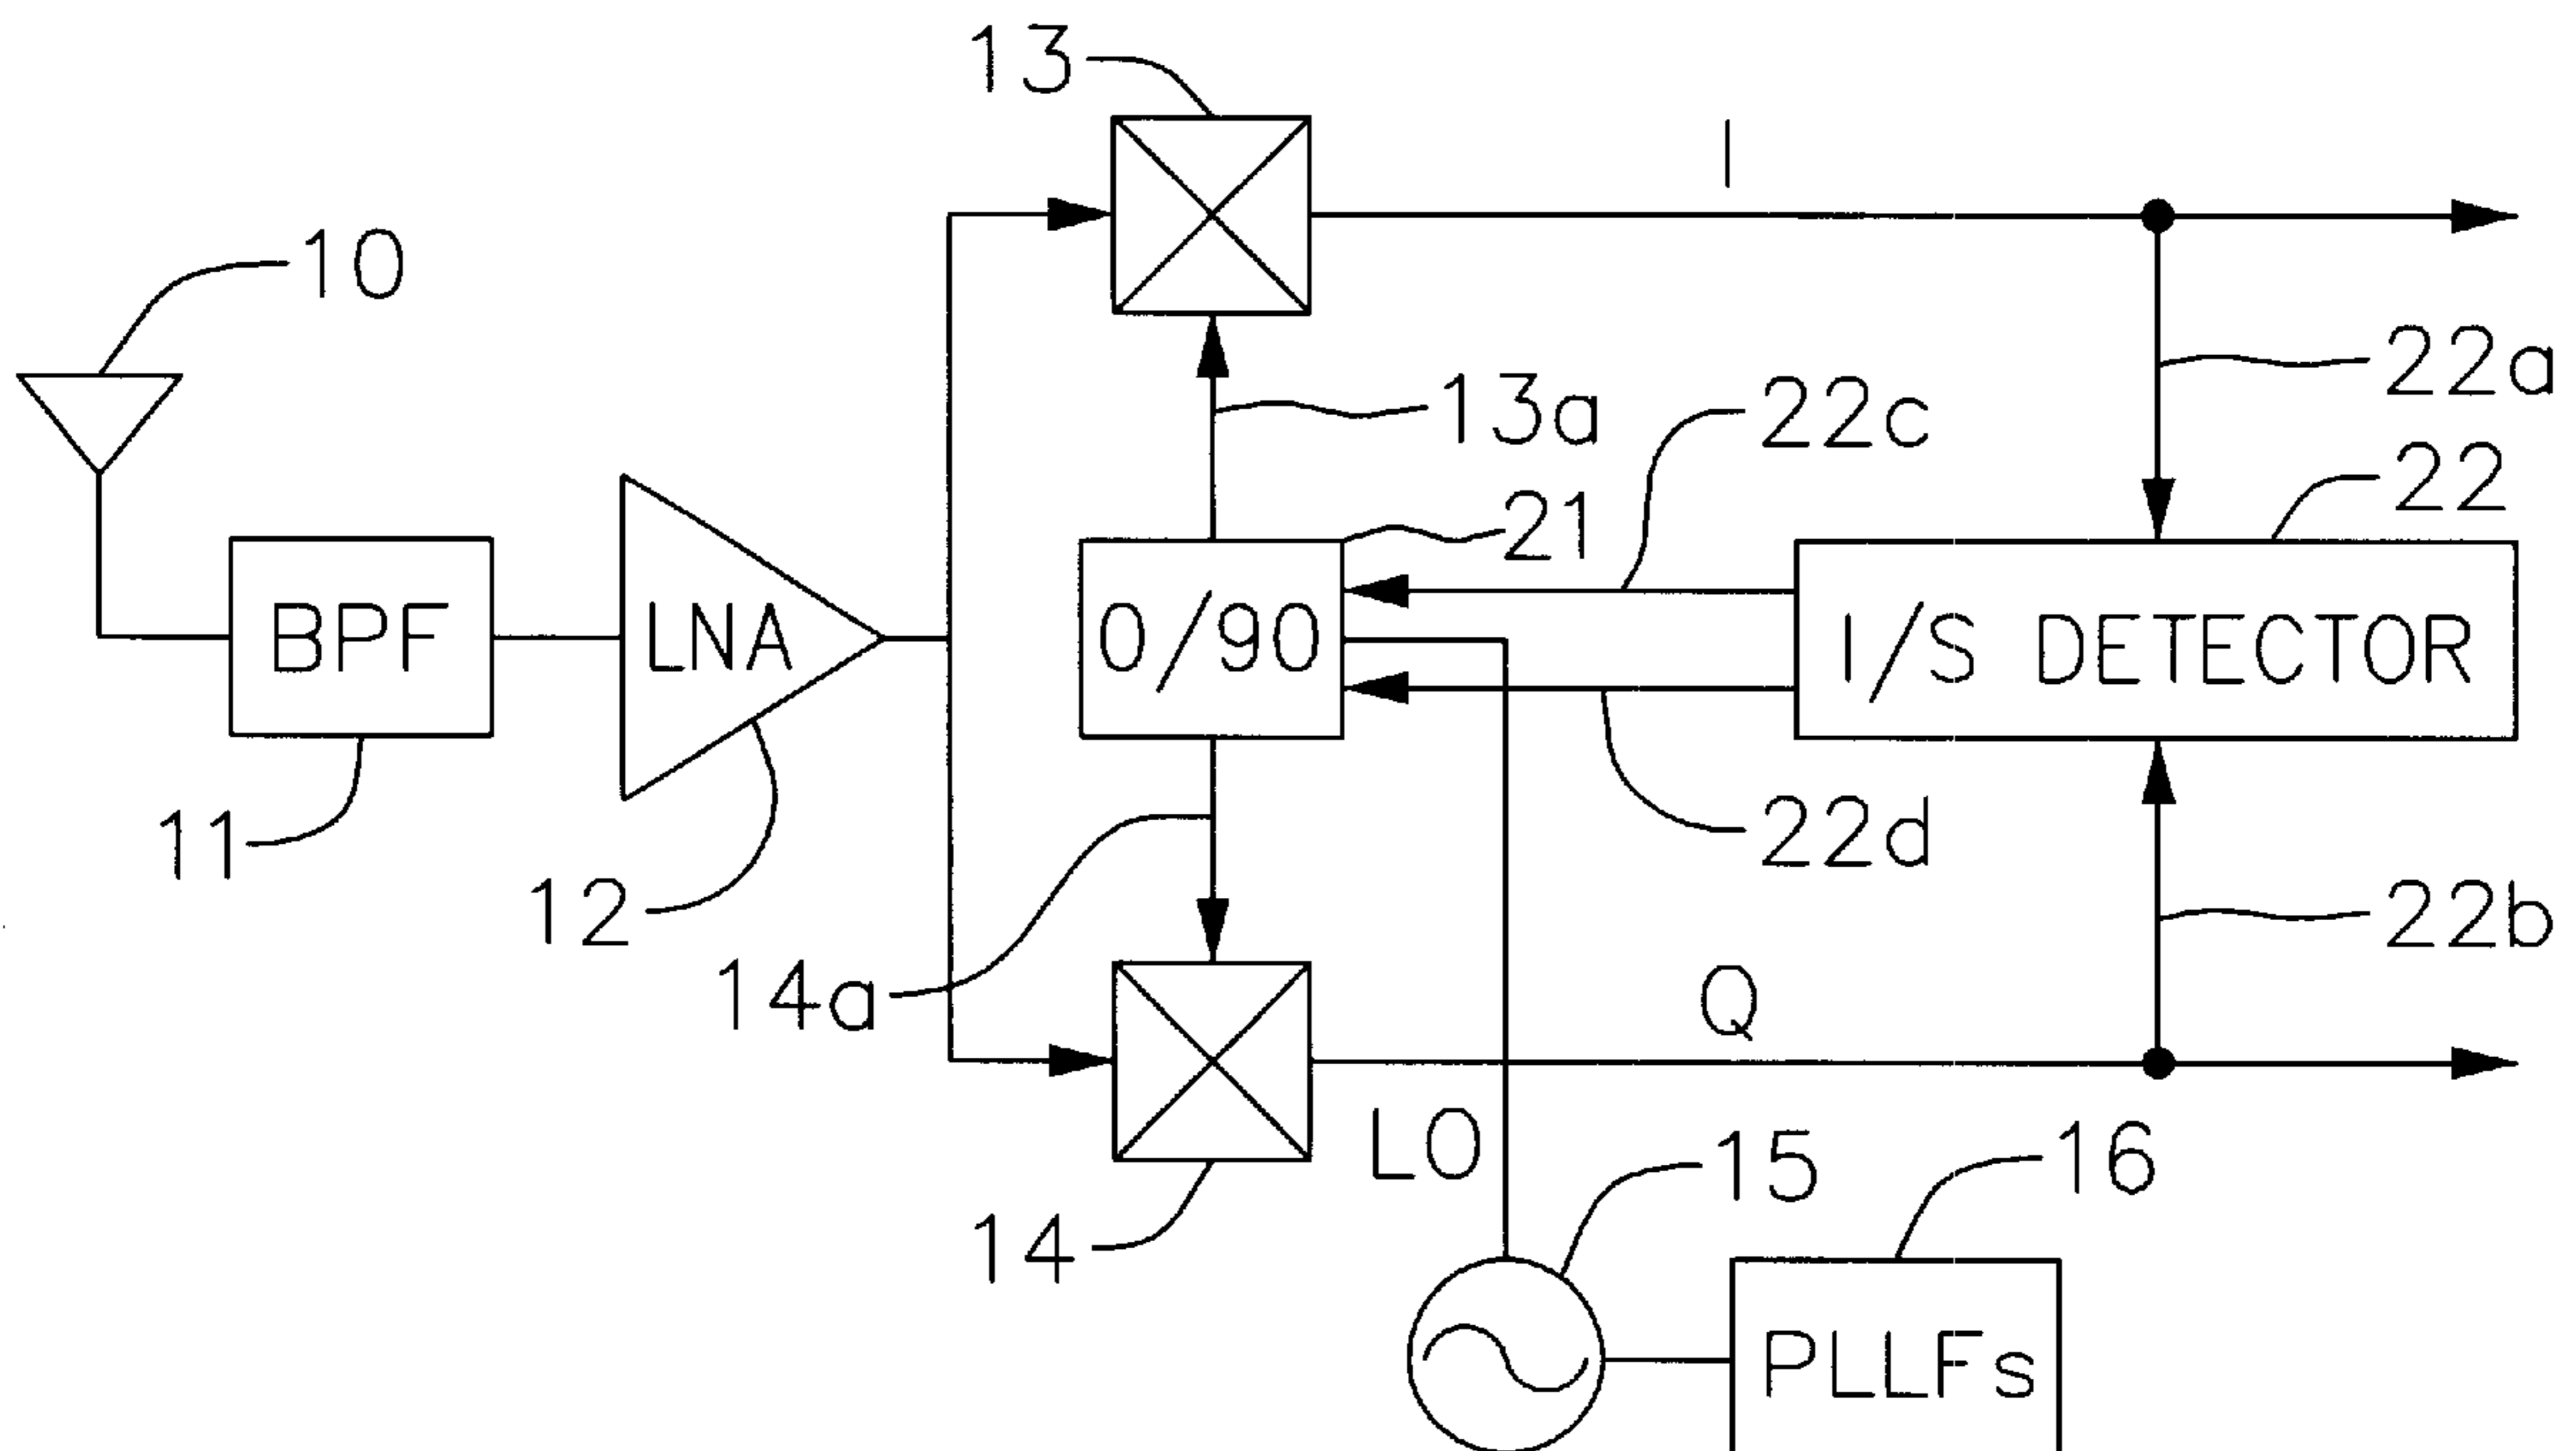 13
I
10
22a
13a
22c
22
21
BPF
LNA
0/90
I/S DETECTOR
11
22d
12
22b
14a
Q
LO
15
16
14
PLLFs